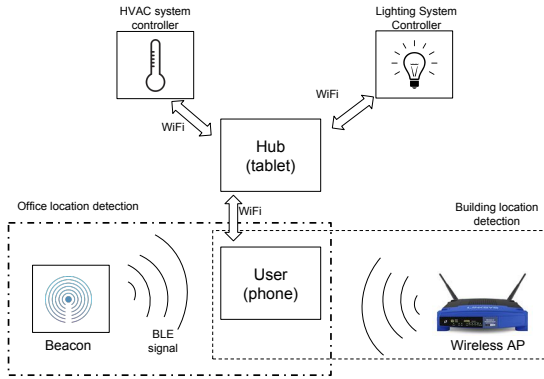 HVAC system
controller
Lighting System
Controller
WiFi
WiFi
Hub
(tablet)
WiFi
Office location detection
Building location
detection
User
(phone)
BLE
signal
Beacon
Wireless AP